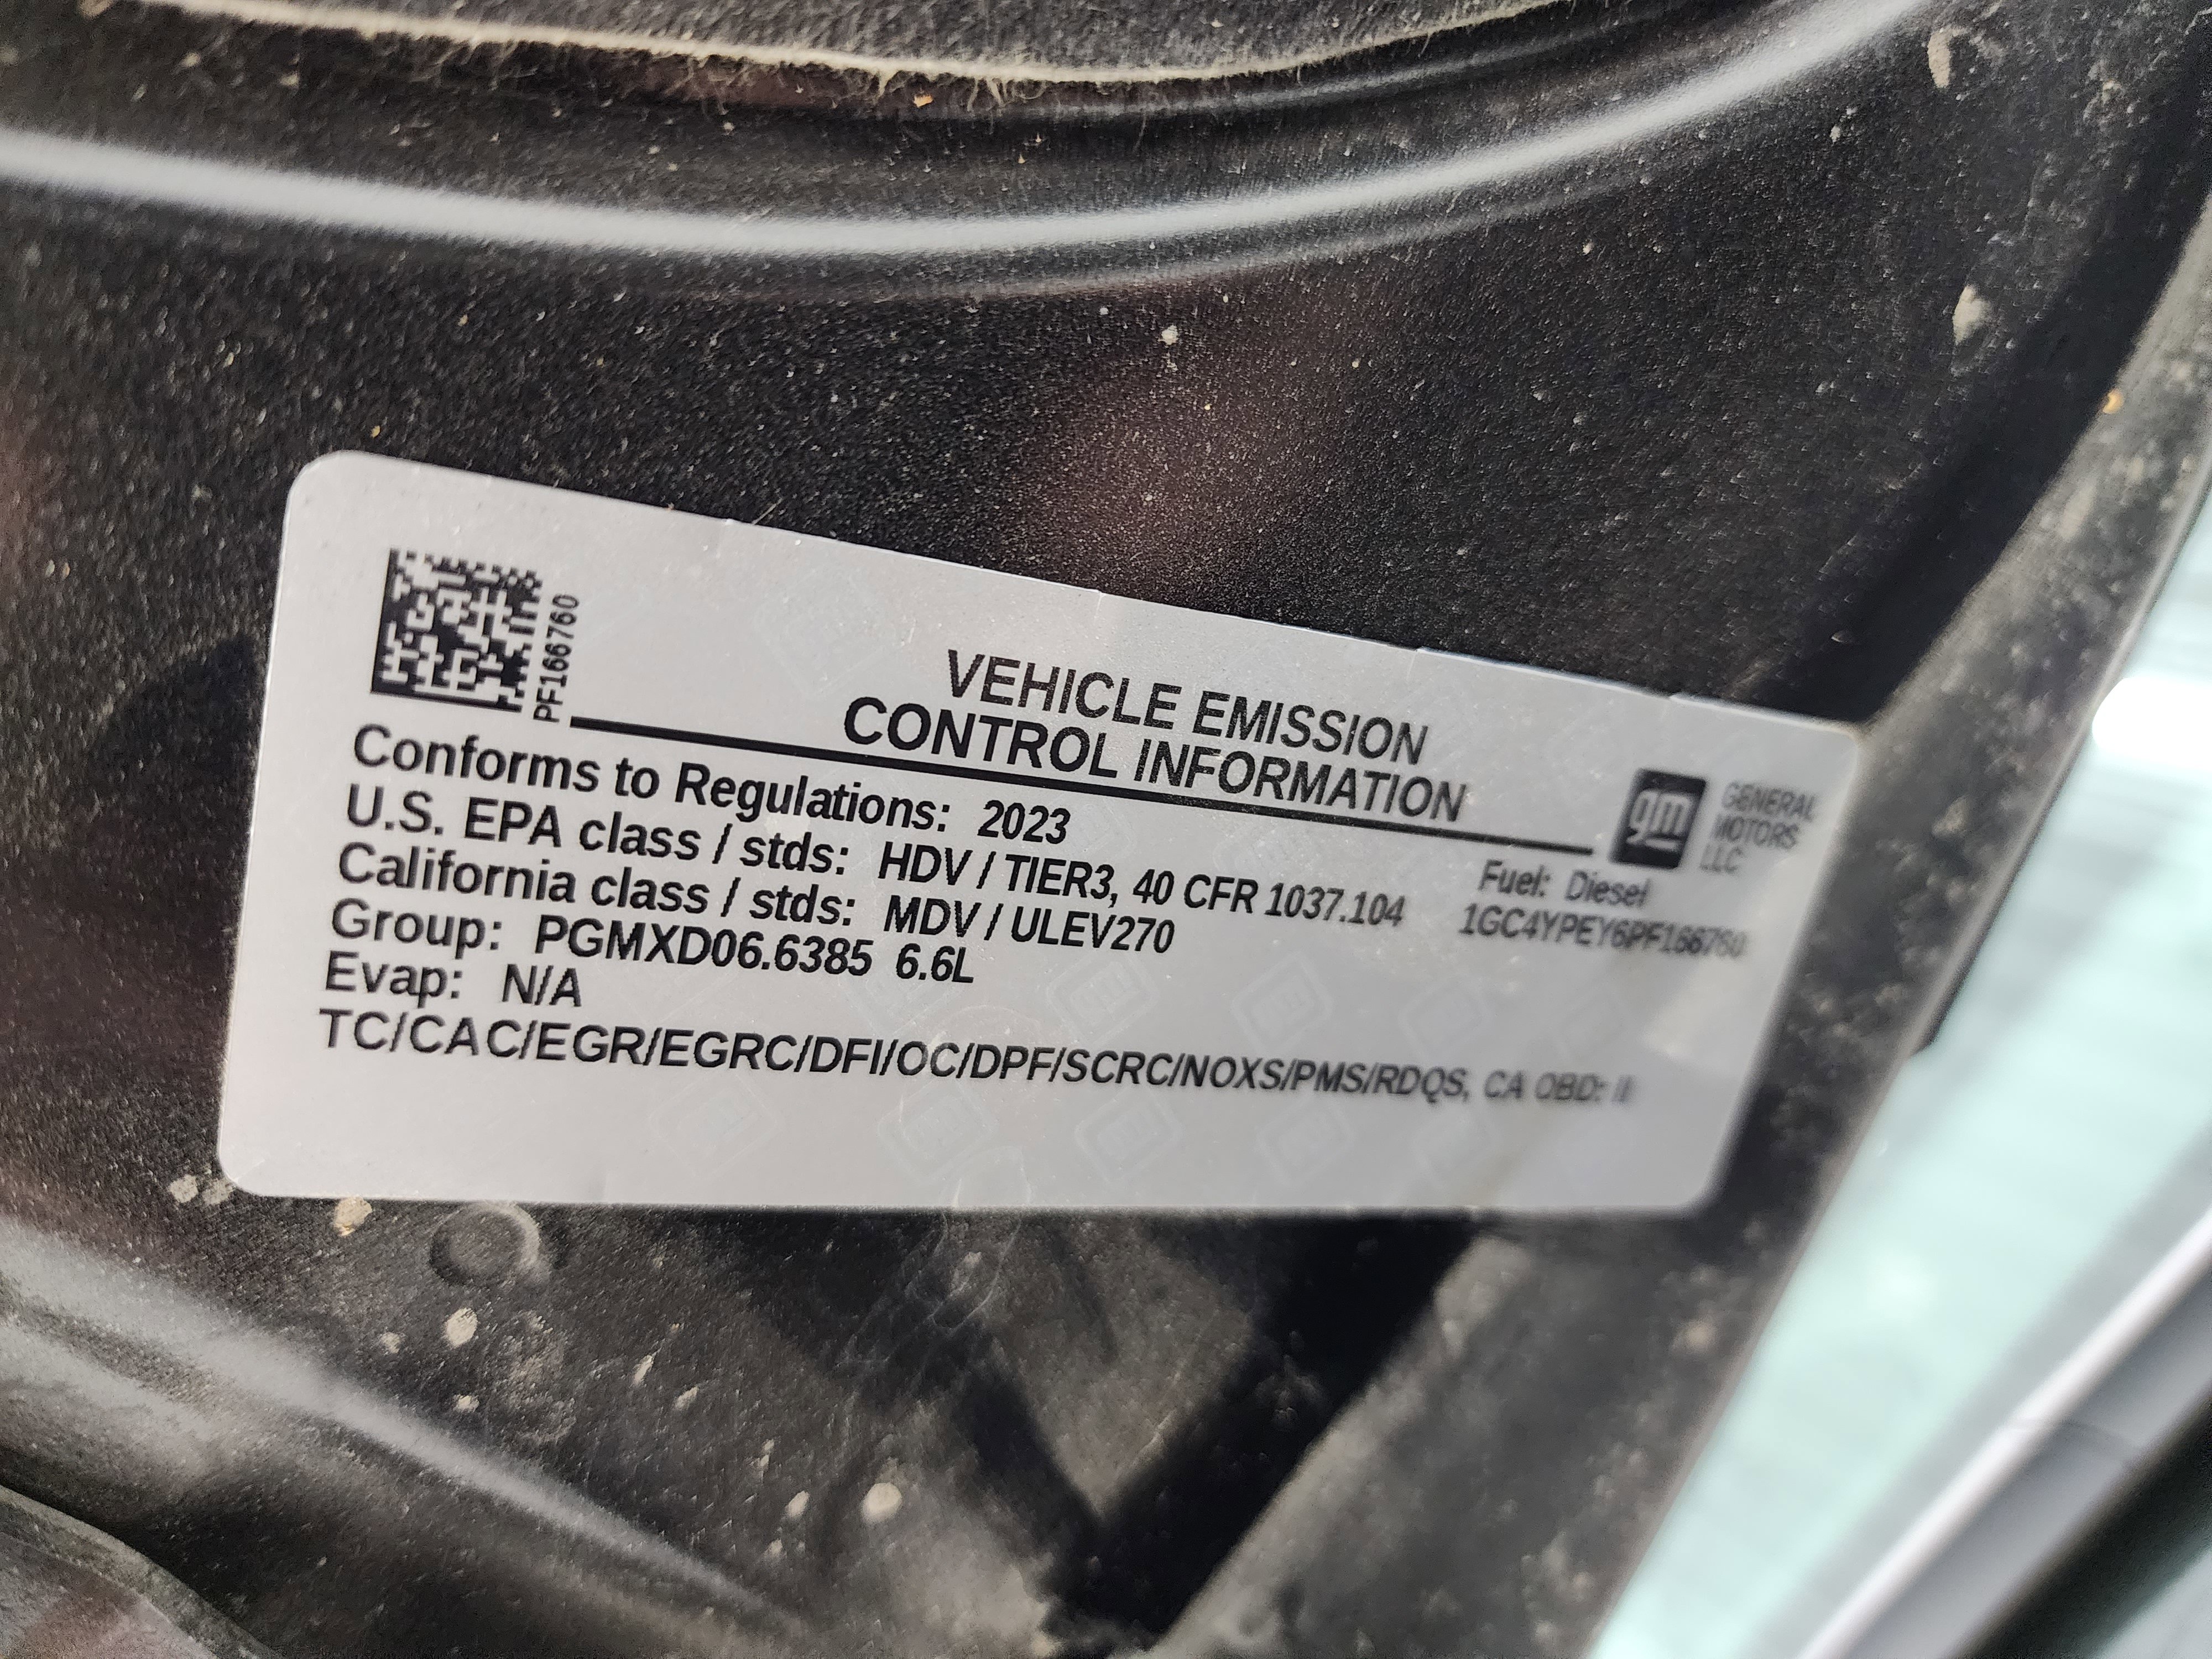 PF166760
VEHICLE EMISSION
CONTROL INFORMATION
gm
GENERAL
MOTORS
LLC
Conforms to Regulations: 2023
U.S. EPA class / stds: HDV / TIER3, 40 CFR 1037.104
Fuel: Diesel
California class / stds: MDV / ULEV270
1GC4YPEY6PF166760
Group: PGMXD06.6385 6.6L
Evap: N/A
TC/CAC/EGR/EGRC/DFI/OC/DPF/SCRC/NOXS/PMS/RDQS, CA OBD: II